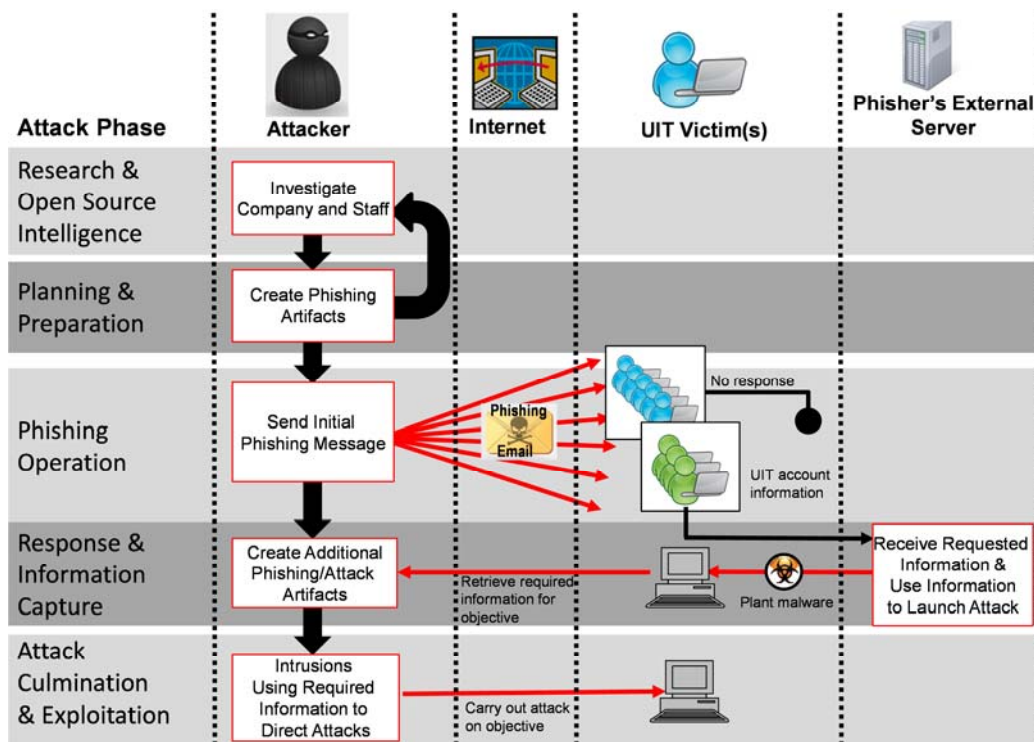 Attack Phase
Attacker
Internet
UIT Victim(s)
Phisher's External
Server
Research &
Open Source
Intelligence
Investigate
Company and Staff
Planning &
Preparation
Create Phishing
Artifacts
Phishing
Operation
Send Initial
Phishing Message
Phishing
Email
No response
UIT account
information
Response &
Information
Capture
Create Additional
Phishing/Attack
Artifacts
Retrieve required
information for
objective
Plant malware
Receive Requested
Information &
Use Information
to Launch Attack
Attack
Culmination
& Exploitation
Intrusions
Using Required
Information to
Direct Attacks
Carry out attack
on objective